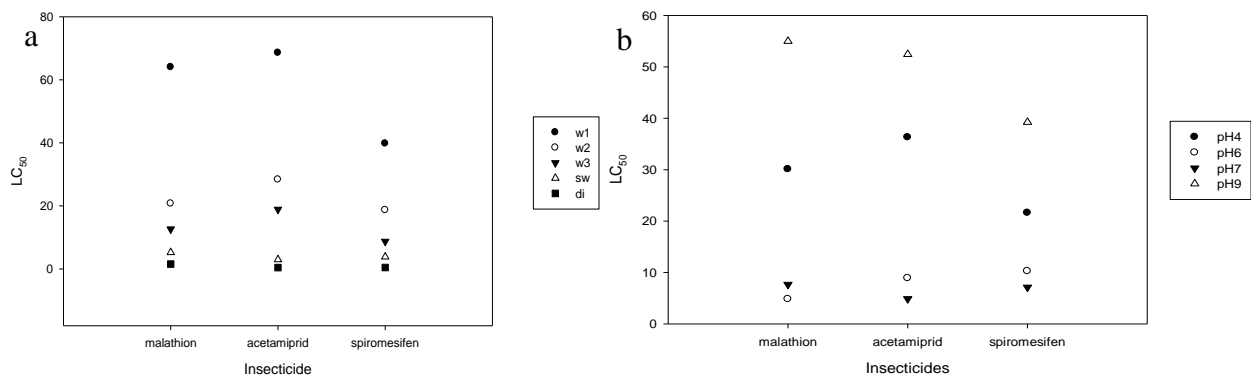 a
80
60
40
20
0
LC50
malathion acetamiprid spiromesifen
Insecticide
w1
w2
w3
sw
di
b
60
50
40
30
20
10
0
LC50
malathion acetamiprid spiromesifen
Insecticides
pH4
pH6
pH7
pH9